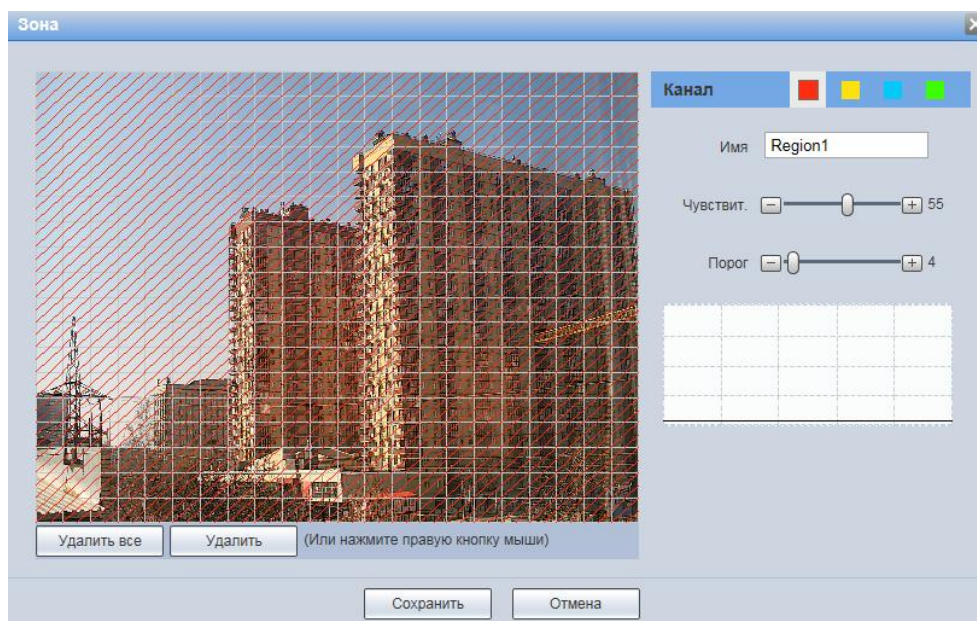 Зона
Канал
Имя Region1
Чувствит. 55
Порог 4
Удалить все Удалить (Или нажмите правую кнопку мыши)
Сохранить Отмена